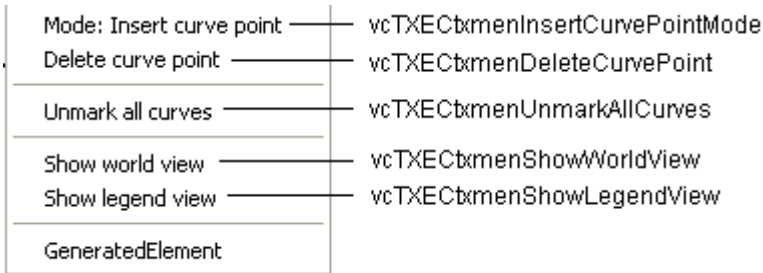 Mode: Insert curve point vcTXECtxmenInsertCurvePointMode
Delete curve point vcTXECtxmenDeleteCurvePoint
Unmark all curves vcTXECtxmenUnmarkAllCurves
Show world view vcTXECtxmenShowWorldView
Show legend view vcTXECtxmenShowLegendView
GeneratedElement